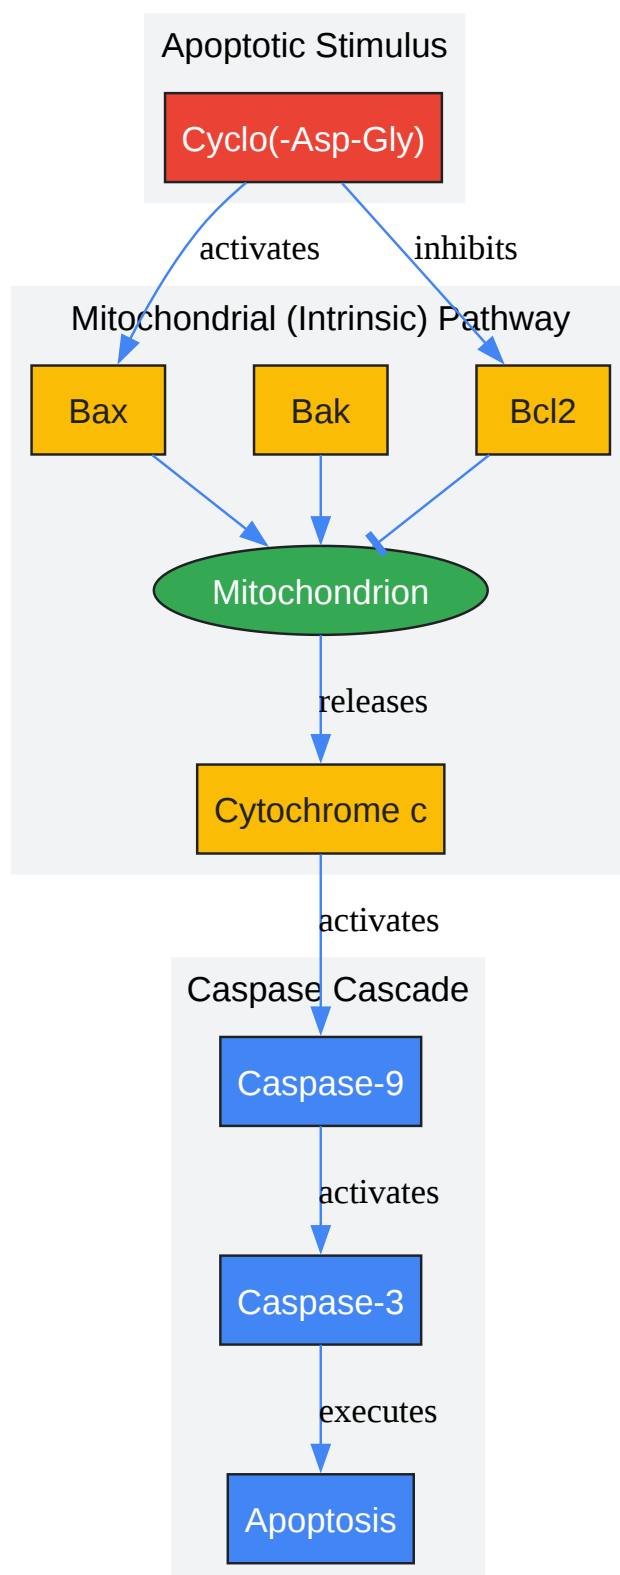 Apoptotic Stimulus
Cyclo(-Asp-Gly)
activates
inhibits
Mitochondrial (Intrinsic) Pathway
Bax
Bak
Bcl2
Mitochondrion
releases
Cytochrome c
activates
Caspase Cascade
Caspase-9
activates
Caspase-3
executes
Apoptosis